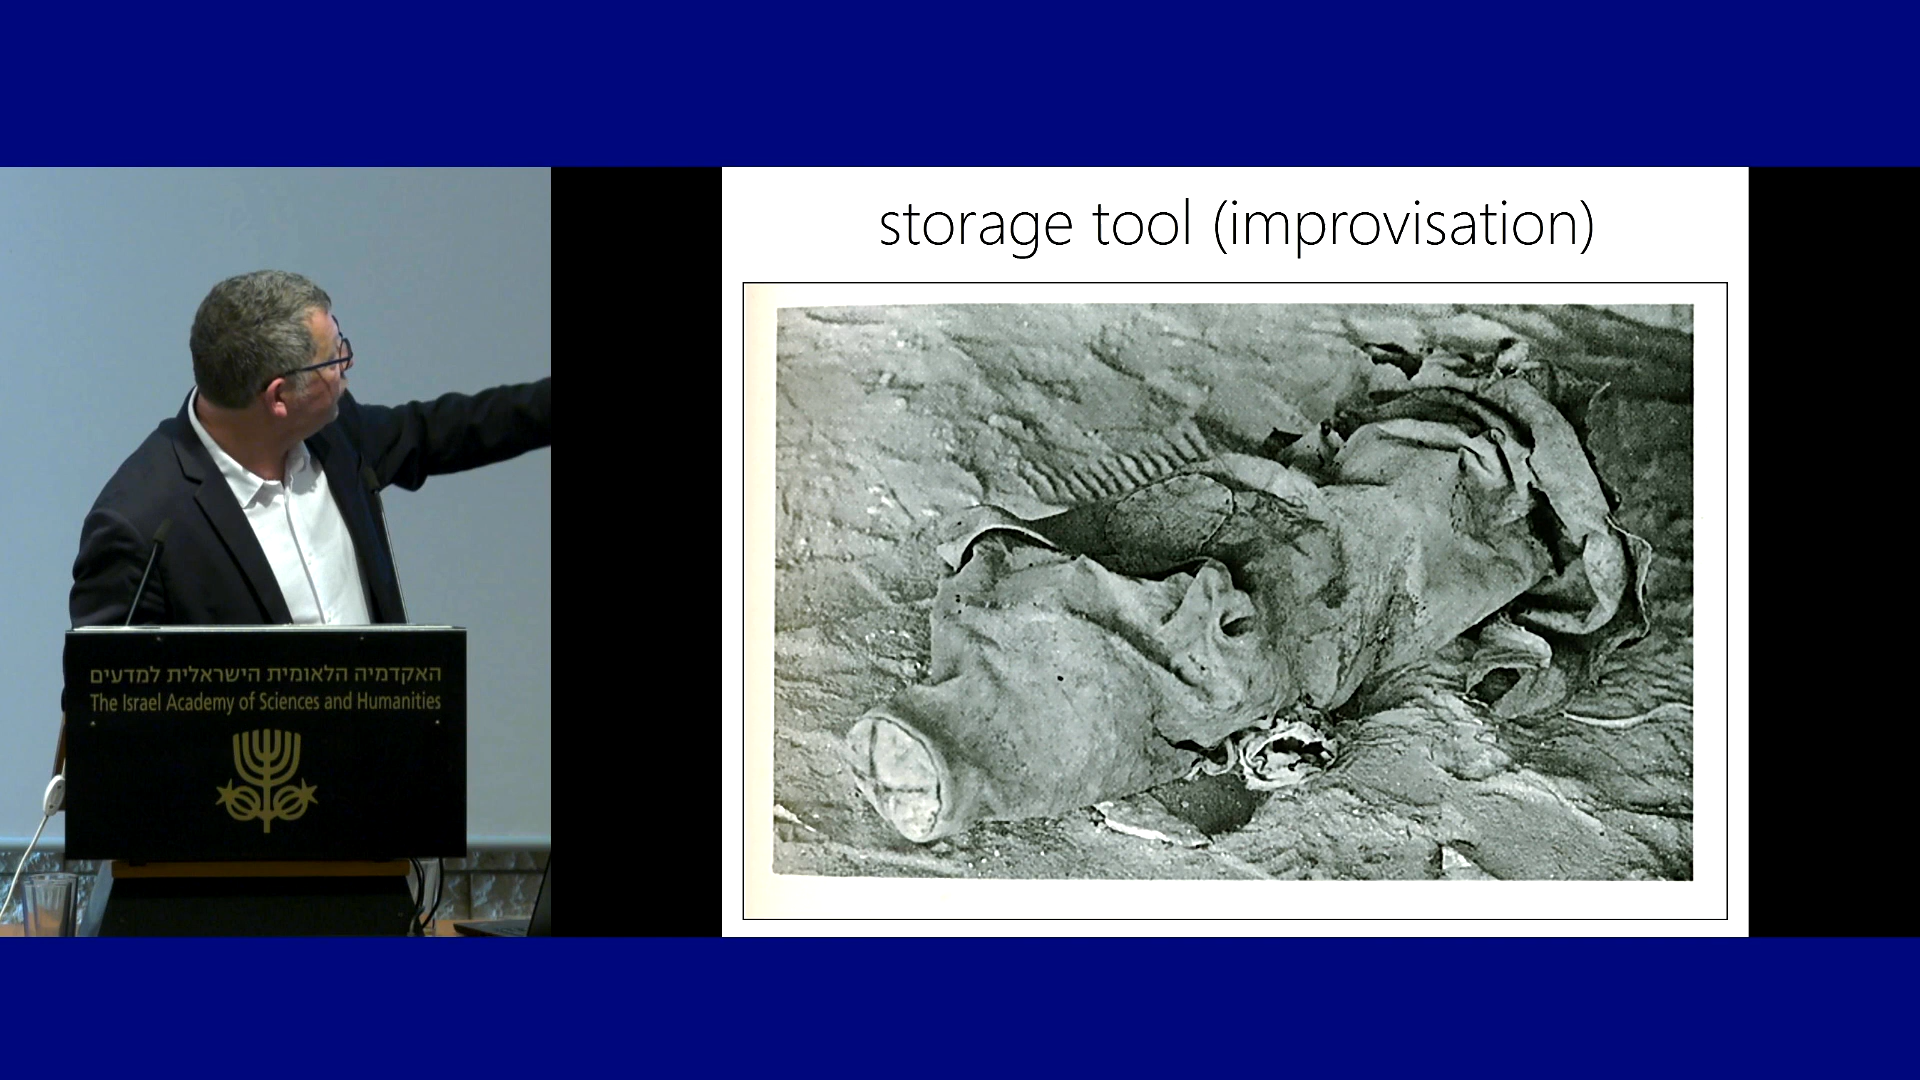 storage tool (improvisation)
האקדמיה הלאומית הישראלית למדעים
The Israel Academy of Sciences and Humanities